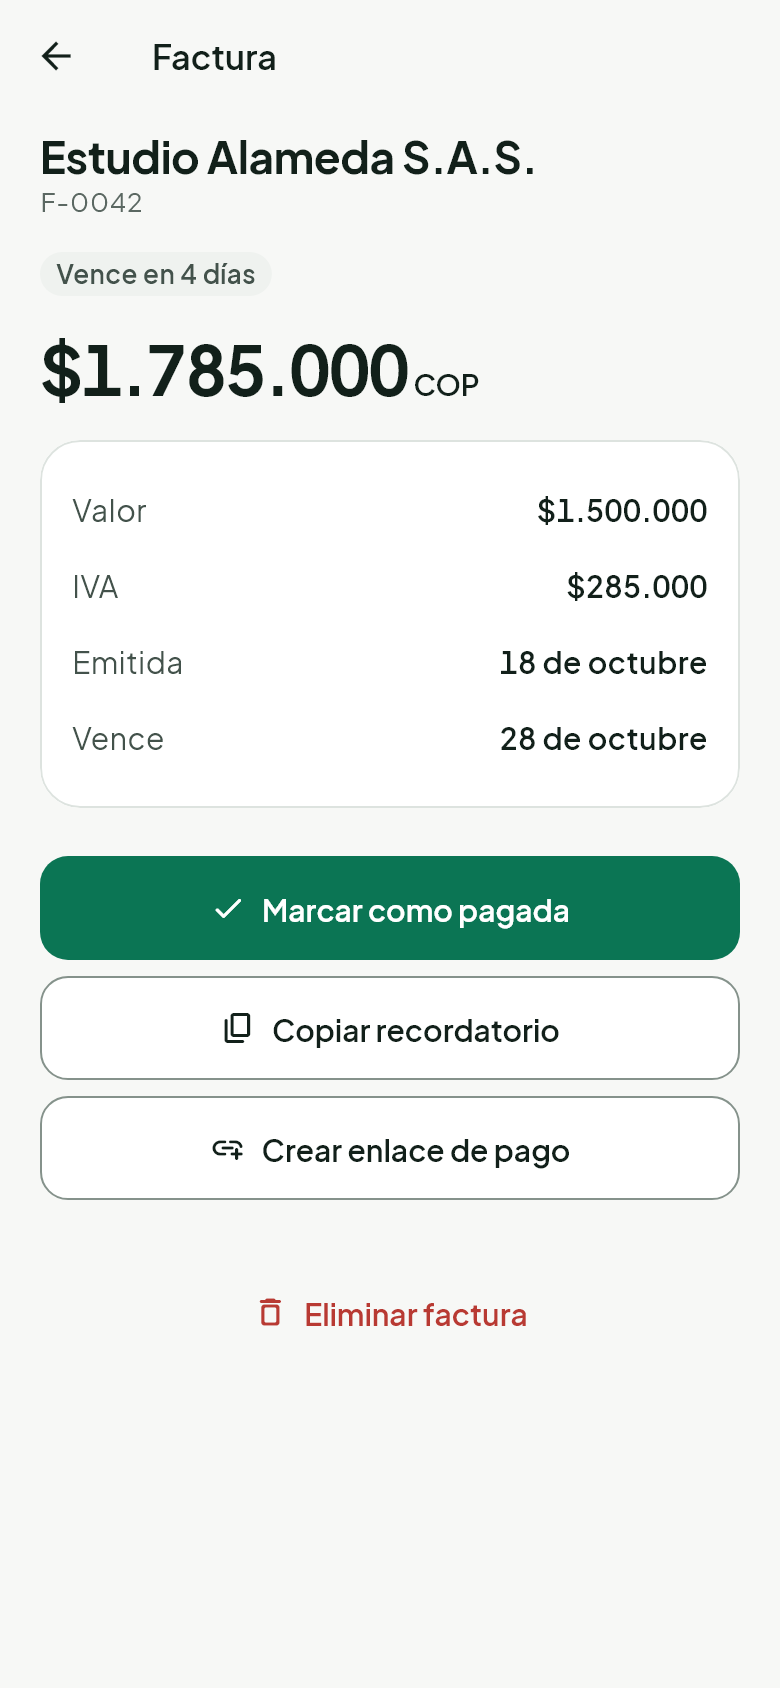 Factura
Estudio Alameda S.A.S.
F-0042
Vence en 4 días
$1.785.000 COP
Valor $1.500.000
IVA $285.000
Emitida 18 de octubre
Vence 28 de octubre
Marcar como pagada
Copiar recordatorio
Crear enlace de pago
Eliminar factura